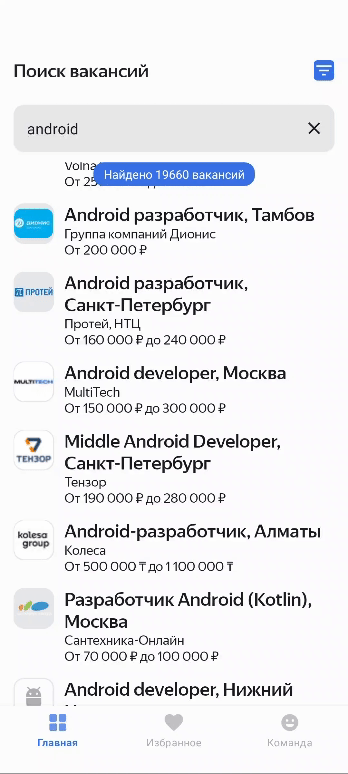 Поиск вакансий
android
Volna
Найдено 19660 вакансий
От 25
Android разработчик, Тамбов
Группа компаний Дионис
От 200 000 ₽
ДИОНИС
Android разработчик,
Санкт-Петербург
Протей, НТЦ
От 160 000 ₽ до 240 000 ₽
ПРОТЕЙ
Android developer, Москва
MultiTech
От 150 000 ₽ до 300 000 ₽
MULTITECH
Middle Android Developer,
Санкт-Петербург
Тензор
От 190 000 ₽ до 280 000 ₽
ТЕНЗОР
Android-разработчик, Алматы
Колеса
От 500 000 ₸ до 1 100 000 ₸
kolesa
group
Разработчик Android (Kotlin),
Москва
Сантехника-Онлайн
От 70 000 ₽ до 100 000 ₽
Android developer, Нижний
Главная
Избранное
Команда